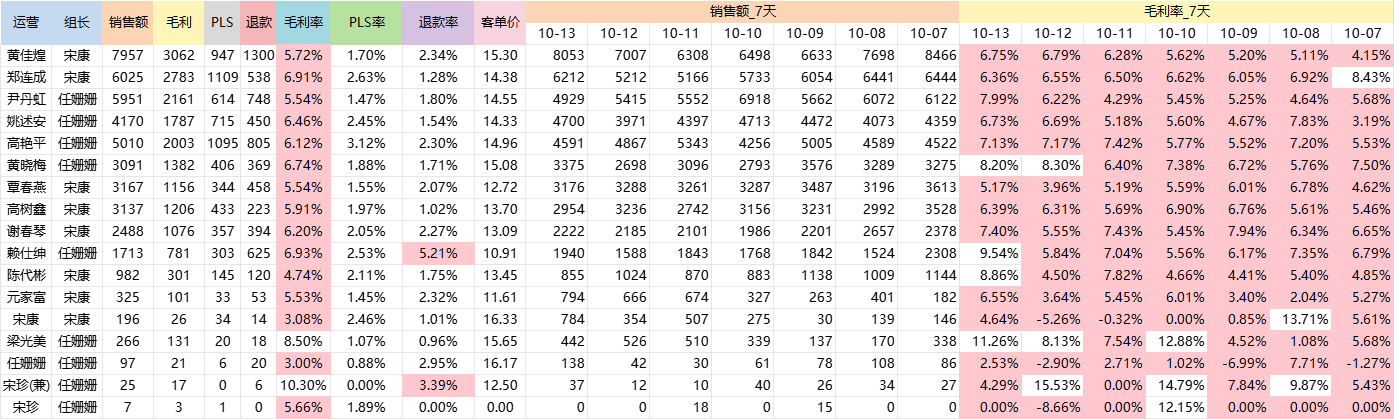 运营 组长 销售额 毛利 PLS 退款 毛利率 PLS率 退款率 客单价 销售额_7天 毛利率_7天
10-13 10-12 10-11 10-10 10-09 10-08 10-07 10-13 10-12 10-11 10-10 10-09 10-08 10-07
黄佳煌 宋康 7957 3062 947 1300 5.72% 1.70% 2.34% 15.30 8053 7007 6308 6498 6633 7698 8466 6.75% 6.79% 6.28% 5.62% 5.20% 5.11% 4.15%
郑连成 宋康 6025 2783 1109 538 6.91% 2.63% 1.28% 14.38 6212 5212 5166 5733 6054 6441 6444 6.36% 6.55% 6.50% 6.62% 6.05% 6.92% 8.43%
尹丹虹 任姗姗 5951 2161 614 748 5.54% 1.47% 1.80% 14.55 4929 5415 5552 6918 5662 6072 6122 7.99% 6.22% 4.29% 5.45% 5.25% 4.64% 5.68%
姚述安 任姗姗 4170 1787 715 450 6.46% 2.45% 1.54% 14.33 4700 3971 4397 4713 4472 4073 4359 6.73% 6.69% 5.18% 5.60% 4.67% 7.83% 3.19%
高艳平 任姗姗 5010 2003 1095 805 6.12% 3.12% 2.30% 14.96 4591 4867 5343 4256 5005 4589 4522 7.13% 7.17% 7.42% 5.77% 5.52% 7.20% 5.53%
黄晓梅 任姗姗 3091 1382 406 369 6.74% 1.88% 1.71% 15.08 3375 2698 3096 2793 3576 3289 3275 8.20% 8.30% 6.40% 7.38% 6.72% 5.76% 7.50%
覃春燕 宋康 3167 1156 344 458 5.54% 1.55% 2.07% 12.72 3176 3288 3261 3287 3487 3196 3613 5.17% 3.96% 5.19% 5.59% 6.01% 6.78% 4.62%
高树鑫 宋康 3137 1206 433 223 5.91% 1.97% 1.02% 13.70 2954 3236 2742 3156 3231 2992 3528 6.39% 6.31% 5.69% 6.90% 6.76% 5.61% 5.46%
谢春琴 宋康 2488 1076 357 394 6.20% 2.05% 2.27% 13.09 2222 2185 2101 1986 2201 2657 2378 7.40% 5.55% 7.43% 5.45% 7.94% 6.34% 6.65%
赖仕绅 任姗姗 1713 781 303 625 6.93% 2.53% 5.21% 10.91 1940 1588 1843 1768 1842 1524 2308 9.54% 5.84% 7.04% 5.56% 6.17% 7.35% 6.79%
陈代彬 宋康 982 301 145 120 4.74% 2.11% 1.75% 13.45 855 1024 870 883 1138 1009 1144 8.86% 4.50% 7.82% 4.66% 4.41% 5.40% 4.85%
元家富 宋康 325 101 33 53 5.53% 1.45% 2.32% 11.61 794 666 674 327 263 401 182 6.55% 3.64% 5.45% 6.01% 3.40% 2.04% 5.27%
宋康 宋康 196 26 34 14 3.08% 2.46% 1.01% 16.33 784 354 507 275 30 139 146 4.64% -5.26% -0.32% 0.00% 0.85% 13.71% 5.61%
梁光美 任姗姗 266 131 20 18 8.50% 1.07% 0.96% 15.65 442 526 510 339 137 170 338 11.26% 8.13% 7.54% 12.88% 4.52% 1.08% 5.68%
任姗姗 任姗姗 97 21 6 20 3.00% 0.88% 2.95% 16.17 138 42 30 61 78 108 86 2.53% -2.90% 2.71% 1.02% -6.99% 7.71% -1.27%
宋珍(兼) 任姗姗 25 17 0 6 10.30% 0.00% 3.39% 12.50 37 12 10 40 26 34 27 4.29% 15.53% 0.00% 14.79% 7.84% 9.87% 5.43%
宋珍 任姗姗 7 3 1 0 5.66% 1.89% 0.00% 0.00 0 0 18 0 15 0 0 0.00% -8.66% 0.00% 12.15% 0.00% 0.00% 0.00%